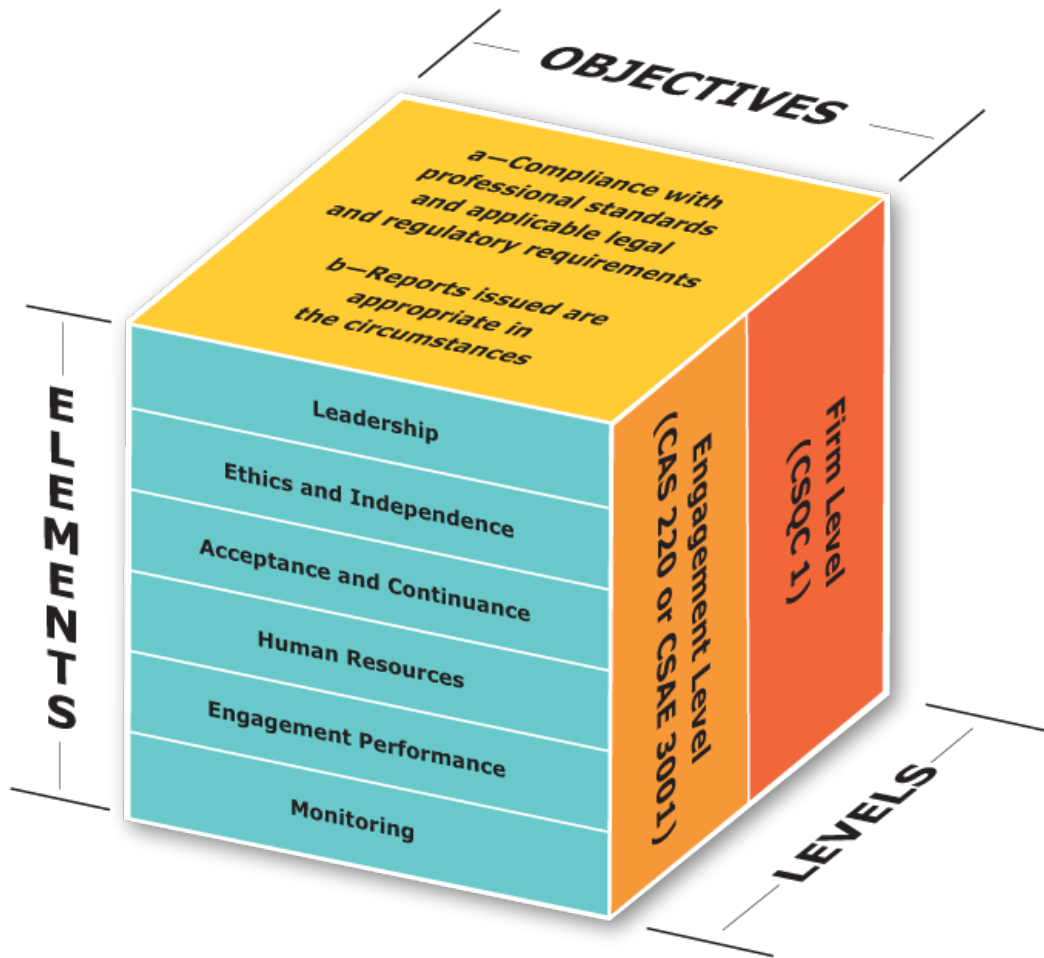 OBJECTIVES
a—Compliance with
professional standards
and applicable legal
and regulatory requirements
b—Reports issued are
appropriate in
the circumstances
ELEMENTS
Leadership
Ethics and Independence
Acceptance and Continuance
Human Resources
Engagement Performance
Monitoring
Engagement Level
(CAS 220 or CSAE 3001)
Firm Level
(CSQC 1)
LEVELS